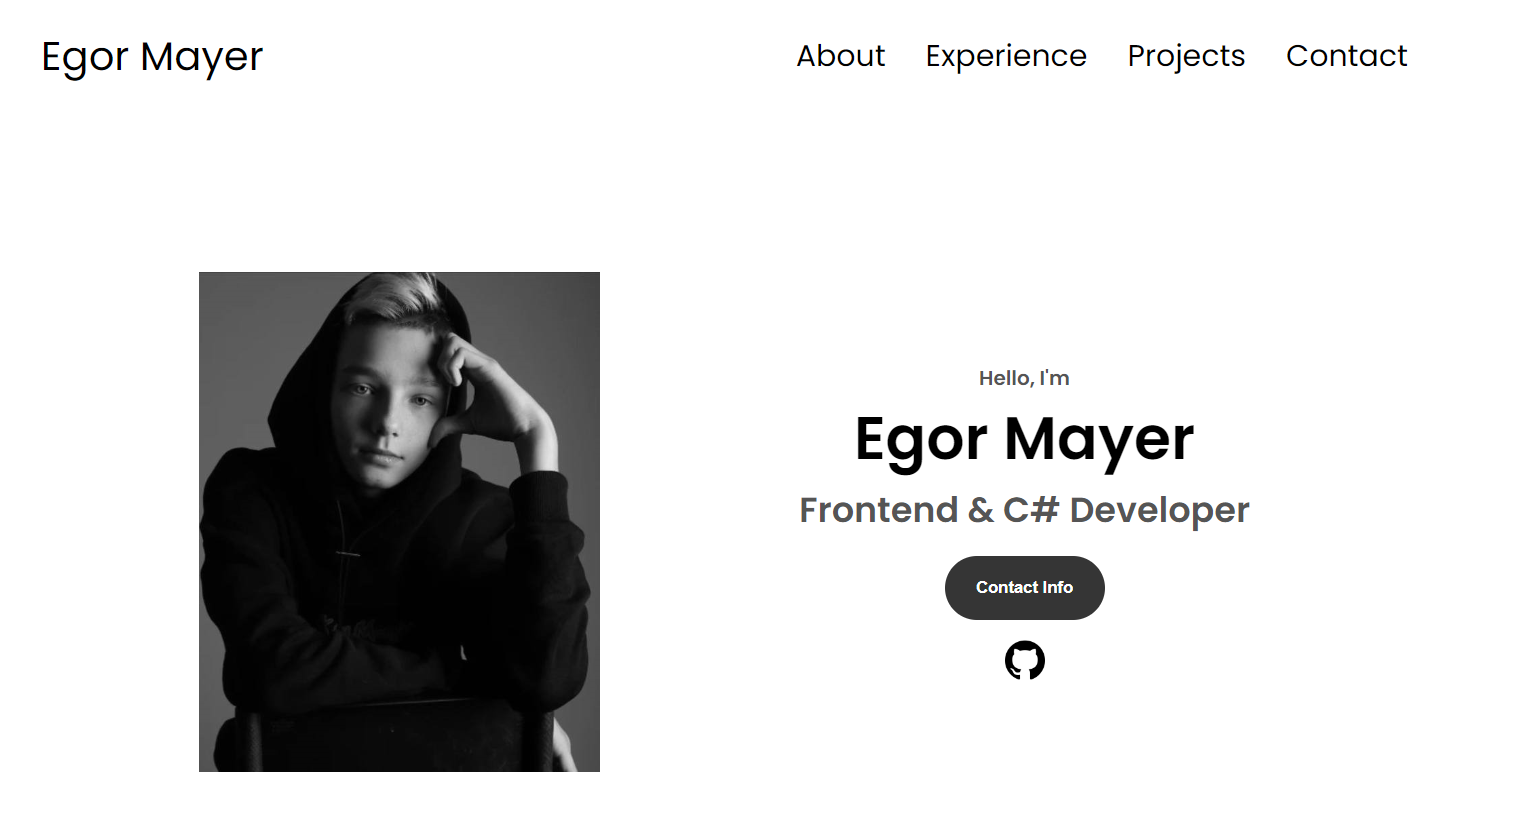 Egor Mayer
About Experience Projects Contact
Hello, I'm
Egor Mayer
Frontend & C# Developer
Contact Info